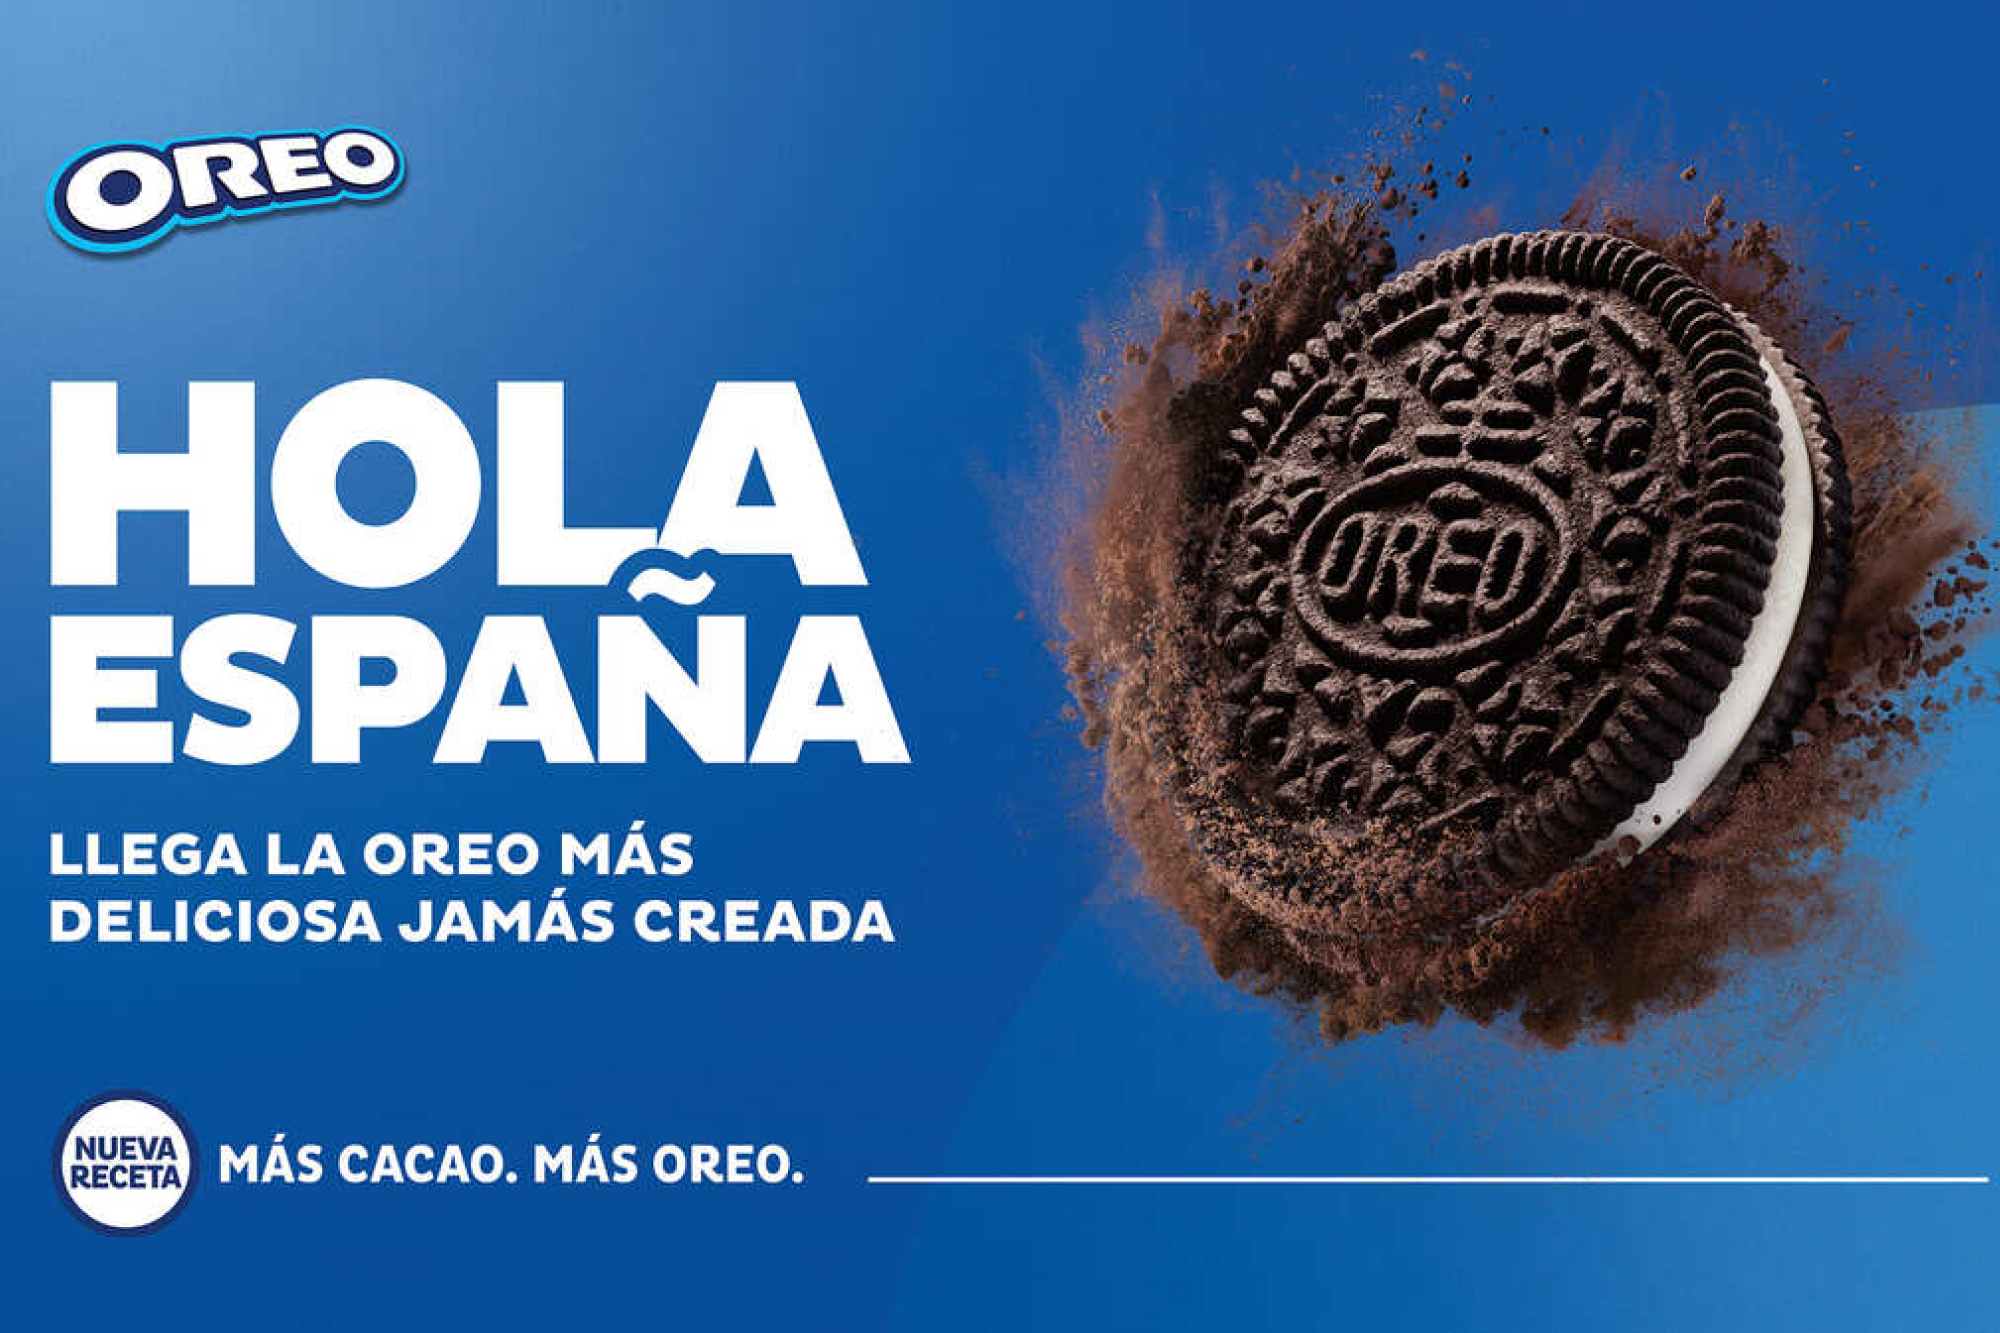 OREO
HOLA
ESPAÑA
LLEGA LA OREO MÁS
DELICIOSA JAMÁS CREADA
NUEVA
RECETA
MÁS CACAO. MÁS OREO.
OREO